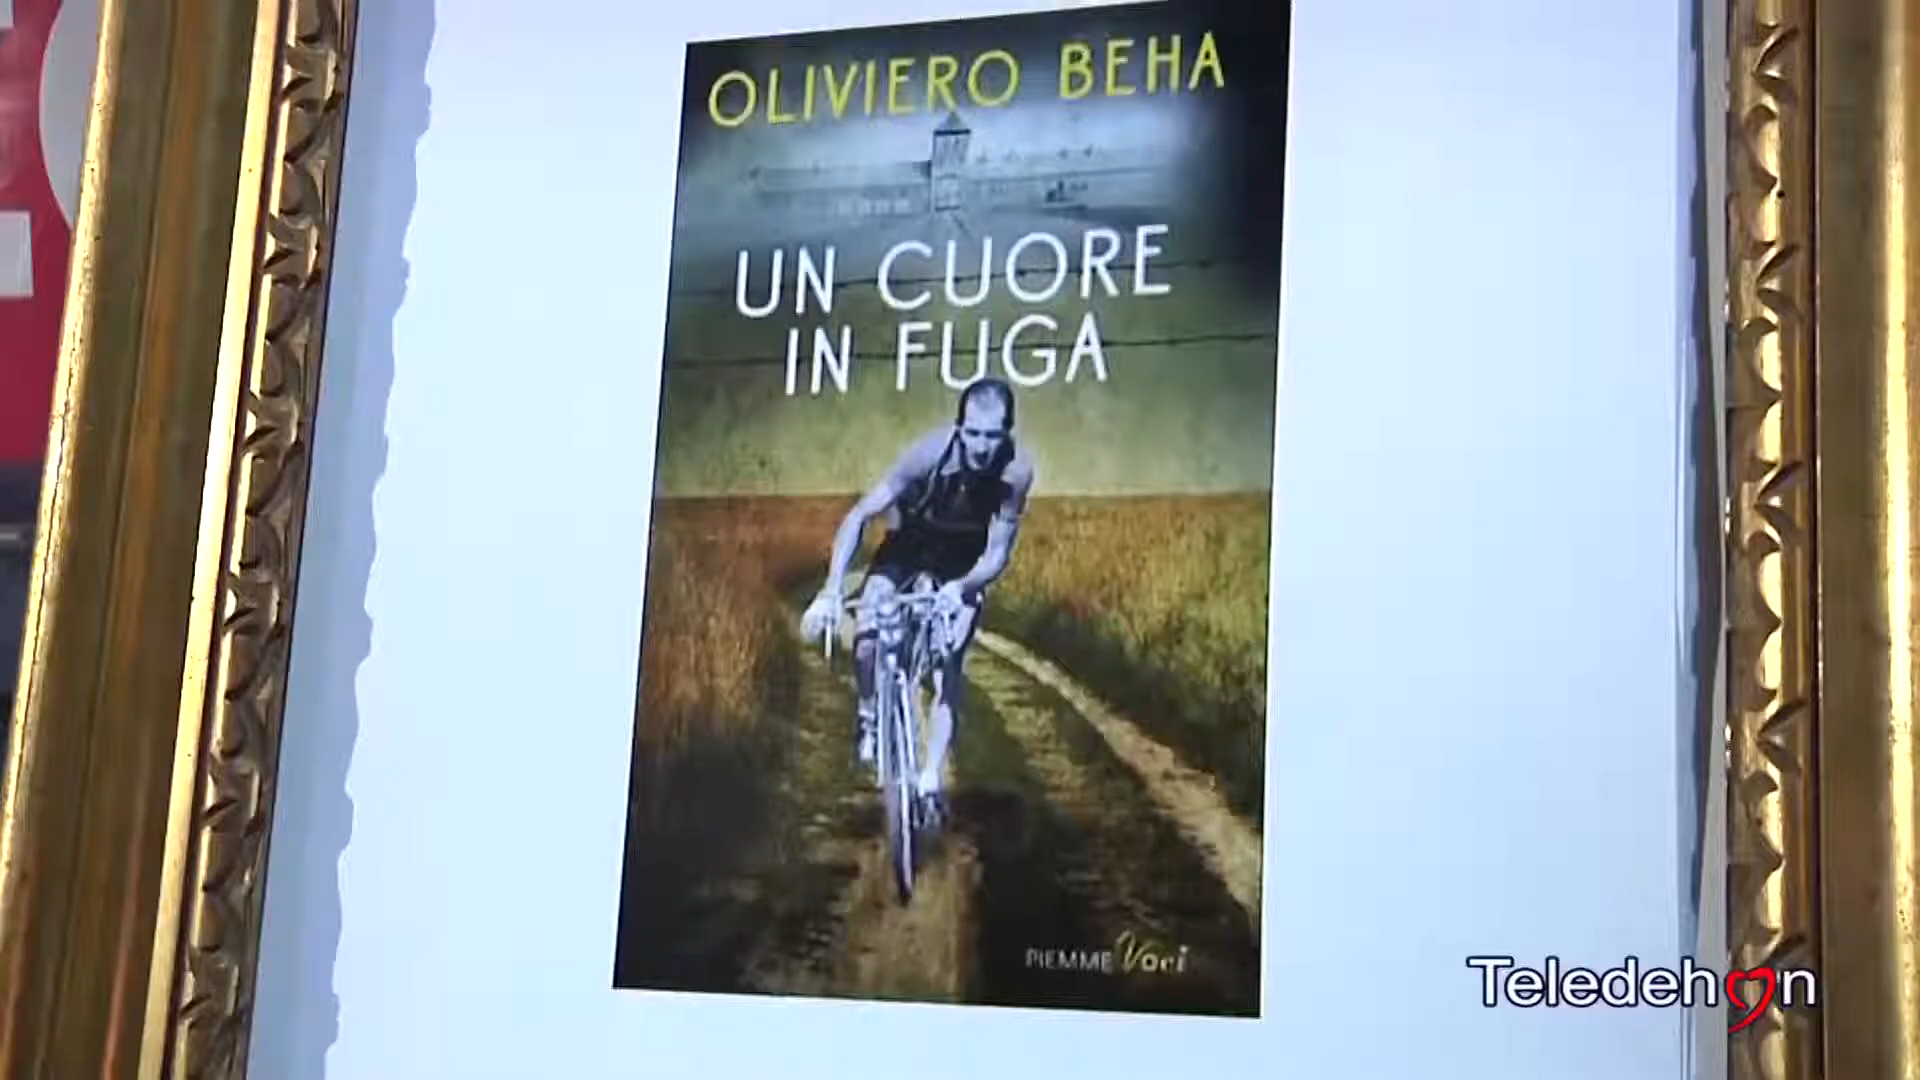 OLIVIERO BEHA
UN CUORE
IN FUGA
PIEMME Voci
Teledehon